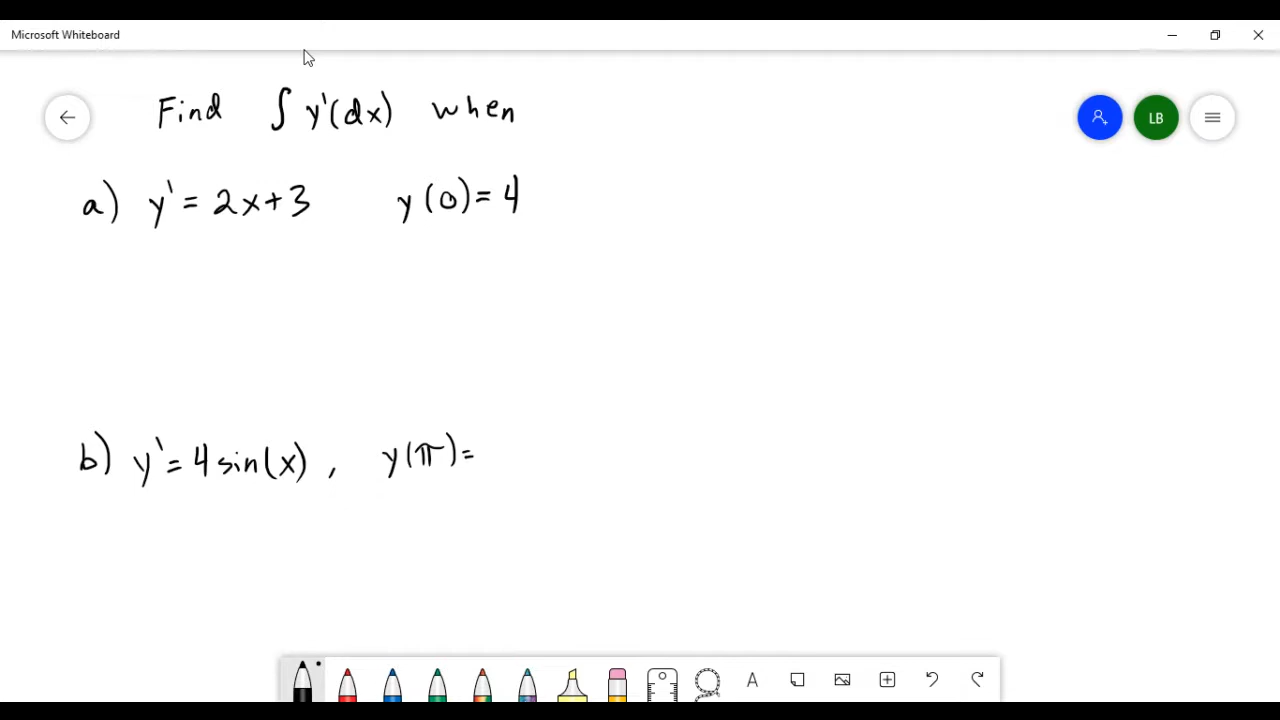 Microsoft Whiteboard
Find ∫ y'(dx) when
LB
a) y' = 2x+3 y(0)= 4
b) y' = 4 sin(x) , y(π)=
A